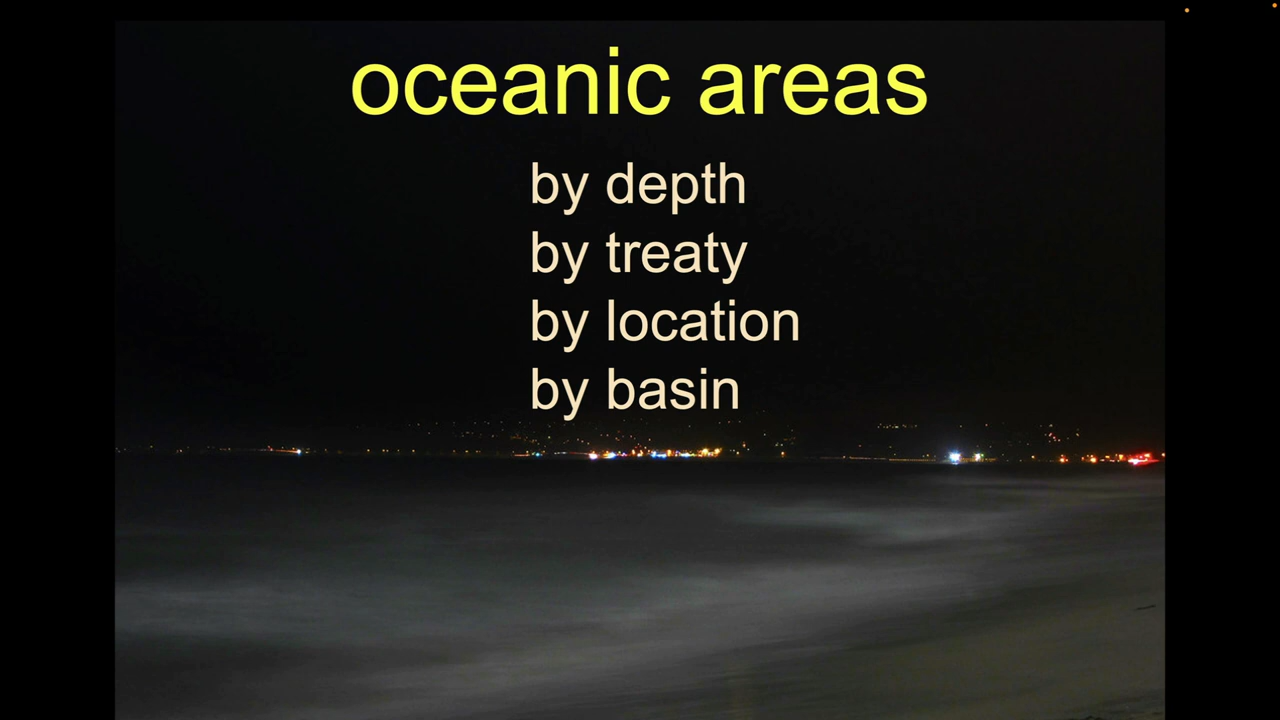 oceanic areas
by depth
by treaty
by location
by basin